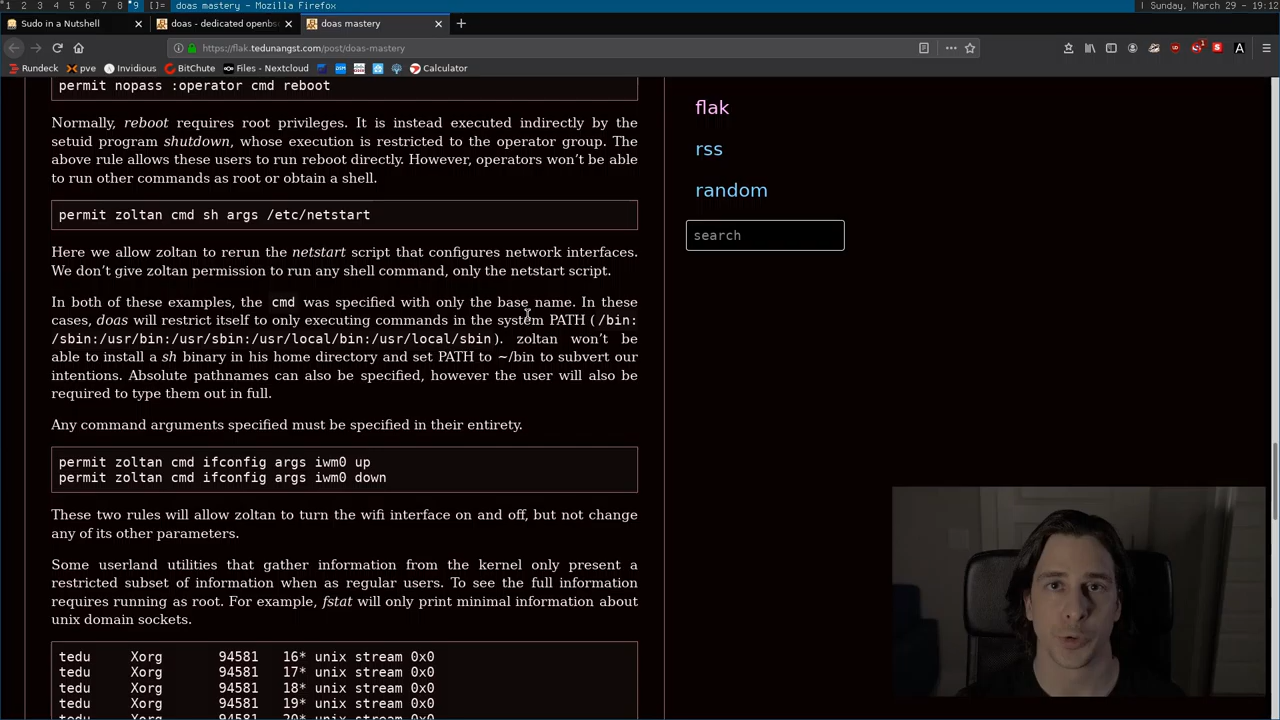 1 2 3 4 5 6 7 8 9 []= doas mastery - Mozilla Firefox
Sunday, March 29 - 19:12
Sudo in a Nutshell
doas - dedicated openbs
doas mastery
https://flak.tedunangst.com/post/doas-mastery
Rundeck pve Invidious BitChute Files - Nextcloud Calculator
permit nopass :operator cmd reboot
Normally, reboot requires root privileges. It is instead executed indirectly by the
setuid program shutdown, whose execution is restricted to the operator group. The
above rule allows these users to run reboot directly. However, operators won’t be able
to run other commands as root or obtain a shell.
permit zoltan cmd sh args /etc/netstart
Here we allow zoltan to rerun the netstart script that configures network interfaces.
We don’t give zoltan permission to run any shell command, only the netstart script.
In both of these examples, the cmd was specified with only the base name. In these
cases, doas will restrict itself to only executing commands in the system PATH (/bin:
/sbin:/usr/bin:/usr/sbin:/usr/local/bin:/usr/local/sbin). zoltan won’t be
able to install a sh binary in his home directory and set PATH to ~/bin to subvert our
intentions. Absolute pathnames can also be specified, however the user will also be
required to type them out in full.
Any command arguments specified must be specified in their entirety.
permit zoltan cmd ifconfig args iwm0 up
permit zoltan cmd ifconfig args iwm0 down
These two rules will allow zoltan to turn the wifi interface on and off, but not change
any of its other parameters.
Some userland utilities that gather information from the kernel only present a
restricted subset of information when as regular users. To see the full information
requires running as root. For example, fstat will only print minimal information about
unix domain sockets.
tedu Xorg 94581 16* unix stream 0x0
tedu Xorg 94581 17* unix stream 0x0
tedu Xorg 94581 18* unix stream 0x0
tedu Xorg 94581 19* unix stream 0x0
tedu Xorg 94581 20* unix stream 0x0
flak
rss
random
search